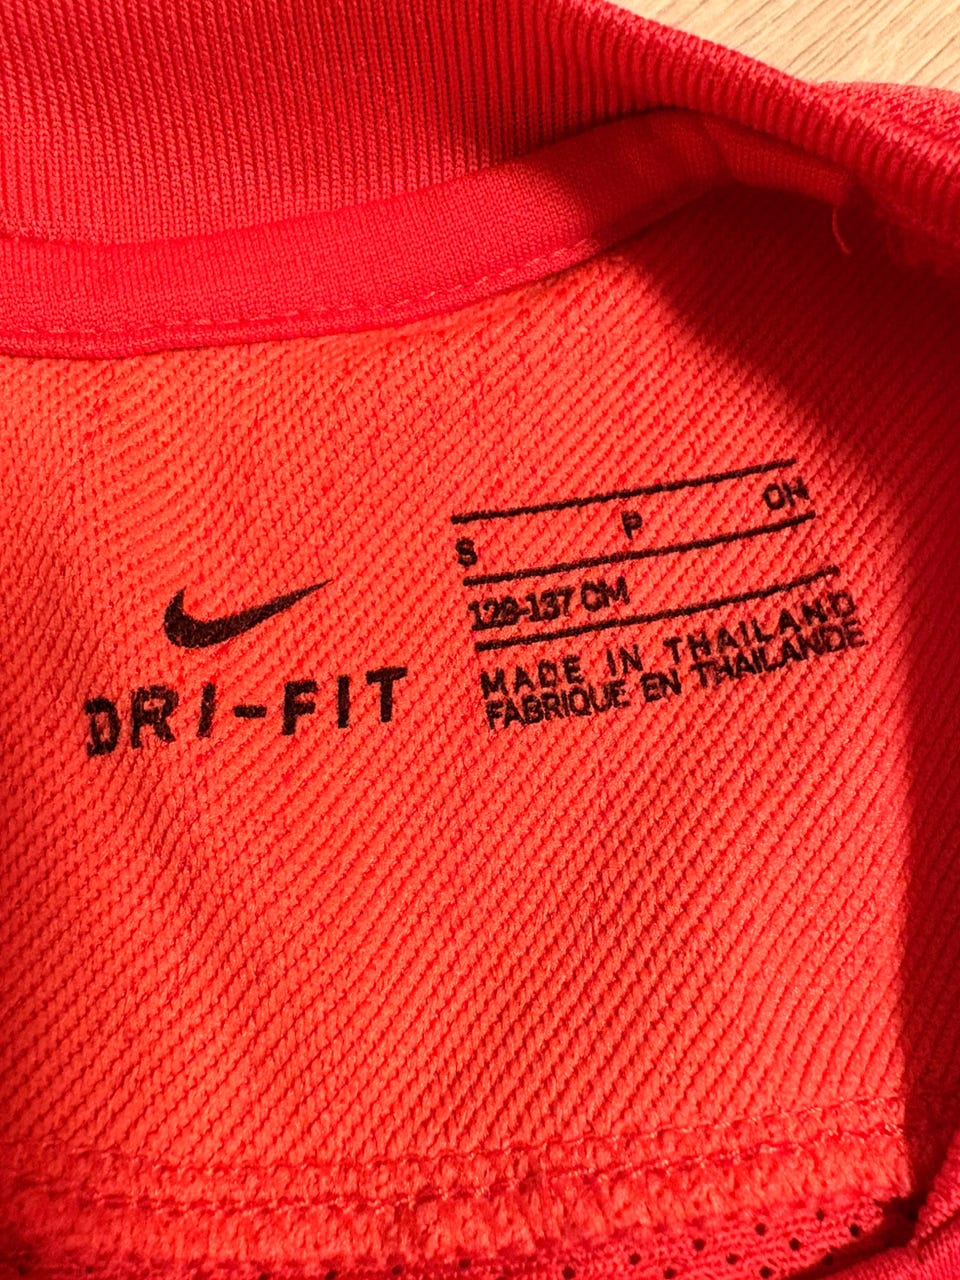 DRI-FIT
S P CH
128-137 CM
MADE IN THAILAND
FABRIQUE EN THAILANDE